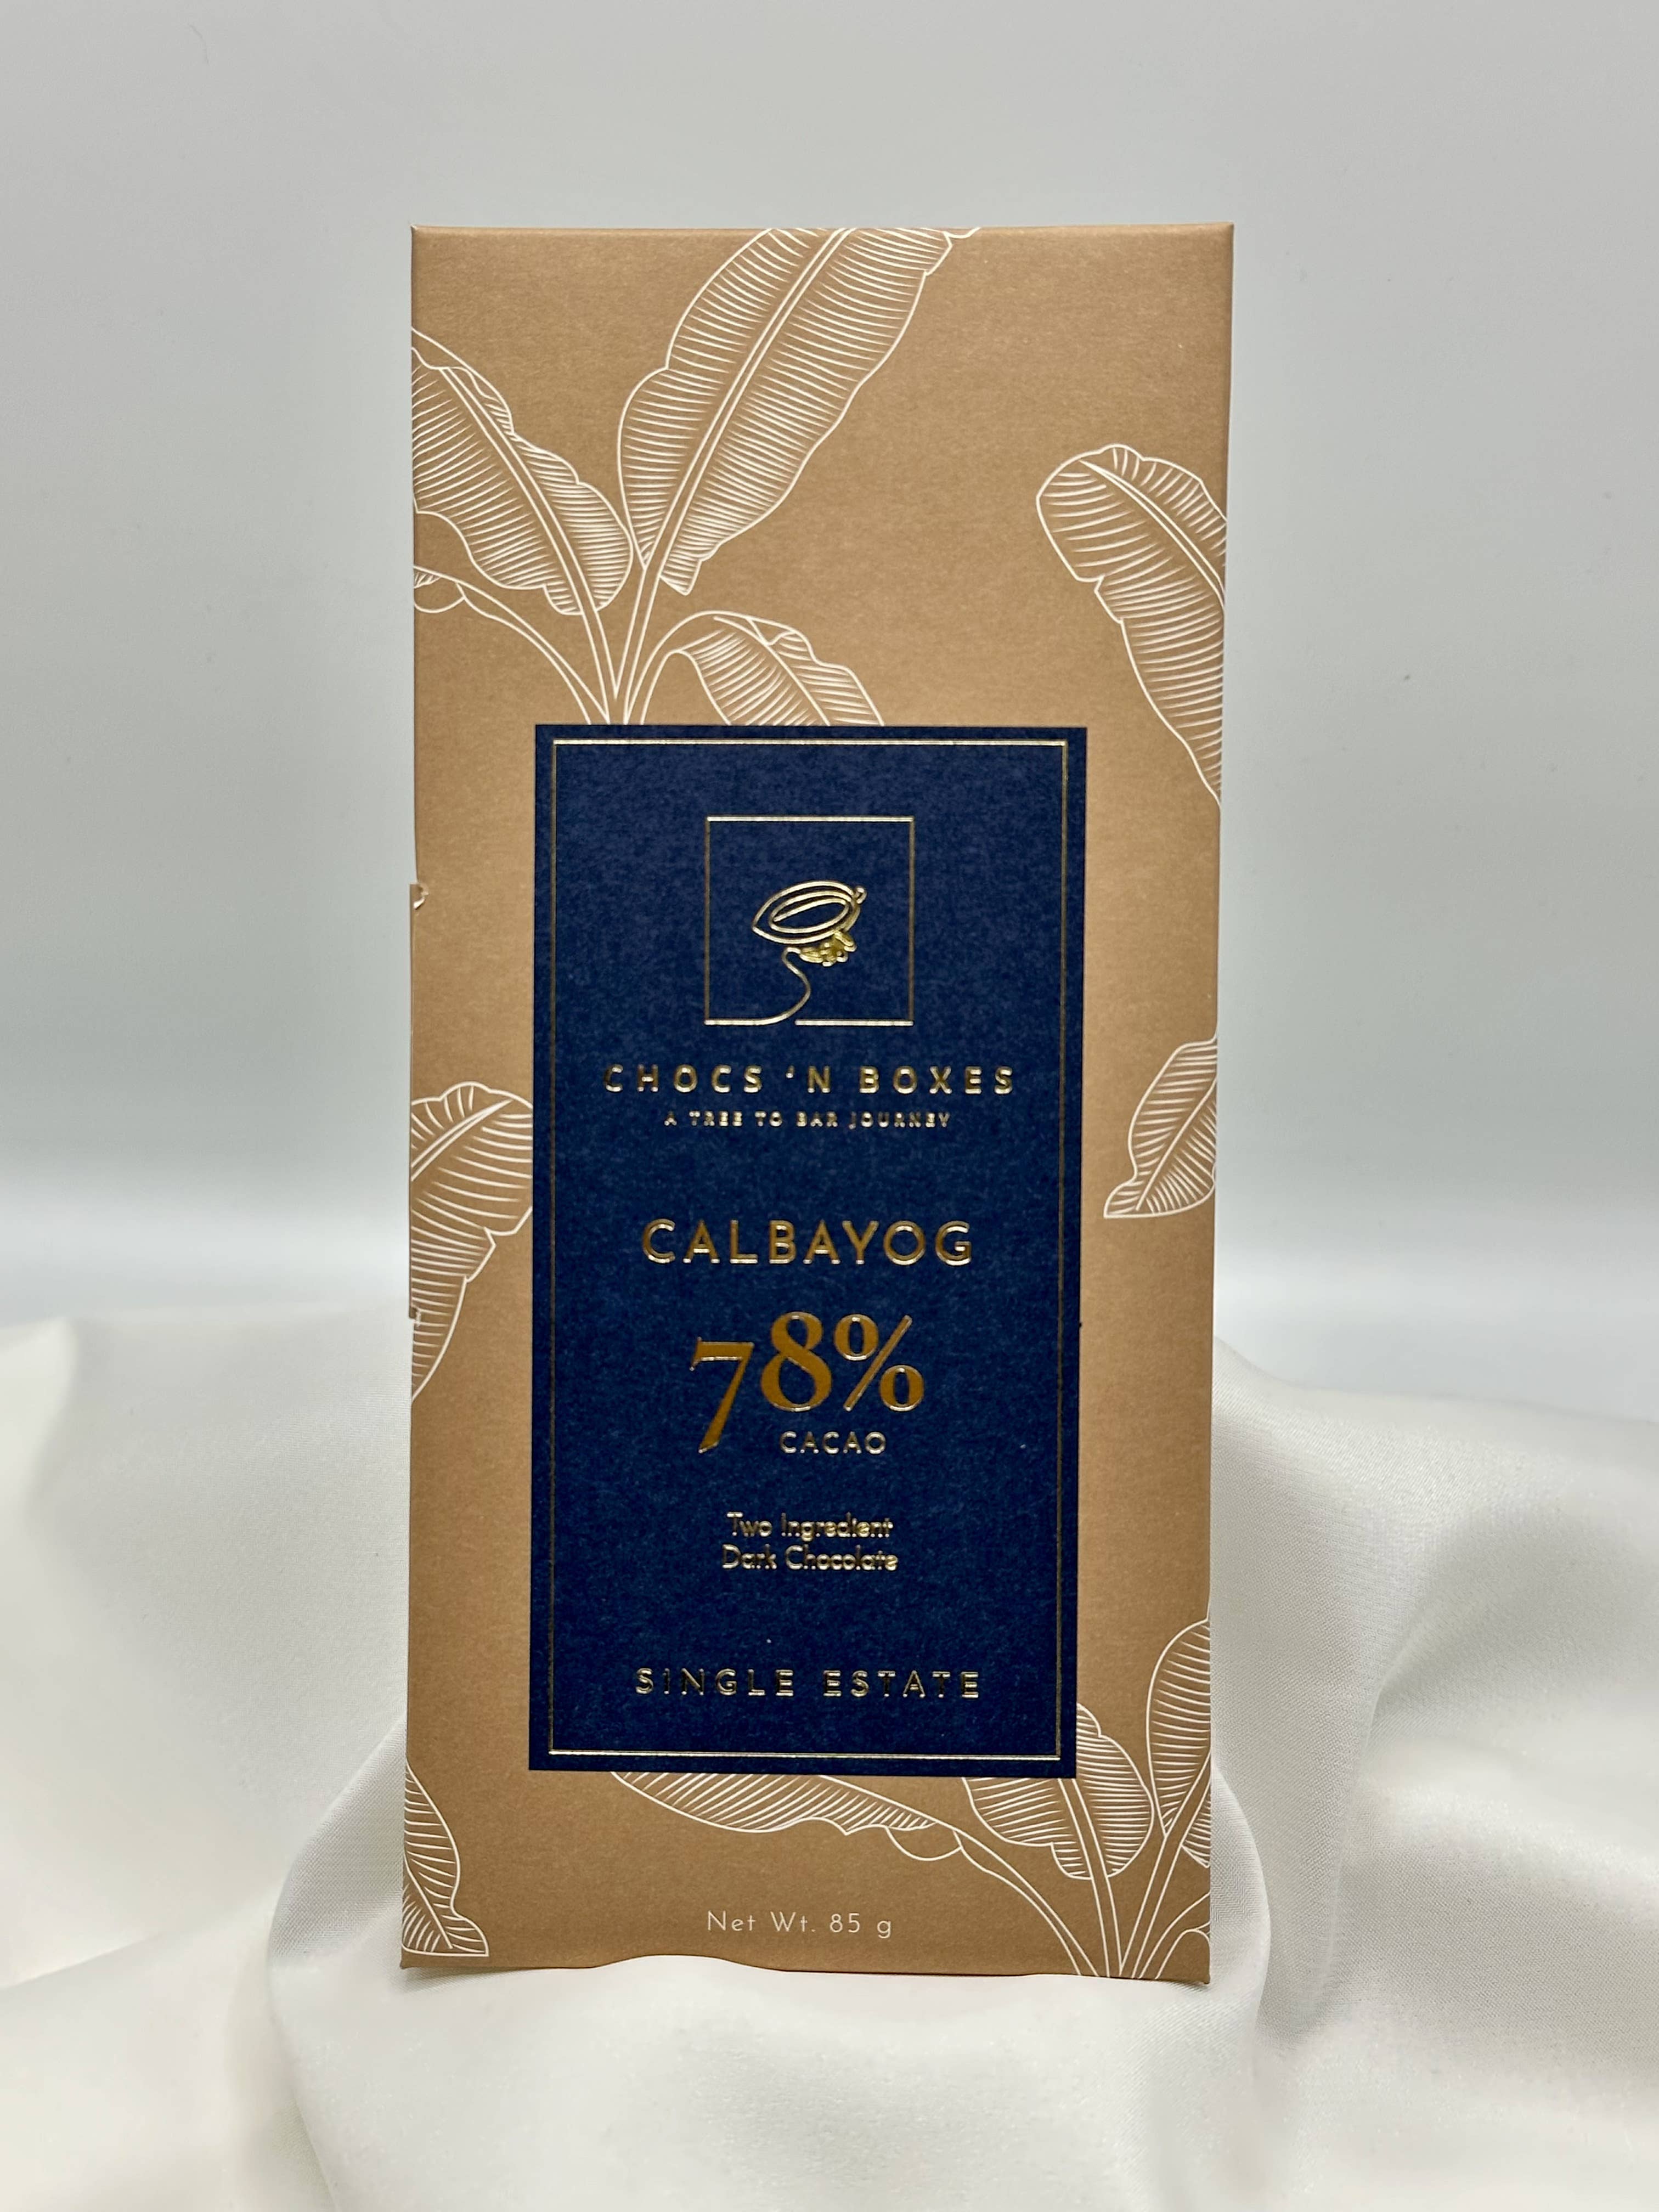 CHOCS 'N BOXES
A TREE TO BAR JOURNEY
CALBAYOG
78%
CACAO
Two Ingredient
Dark Chocolate
SINGLE ESTATE
Net Wt. 85 g